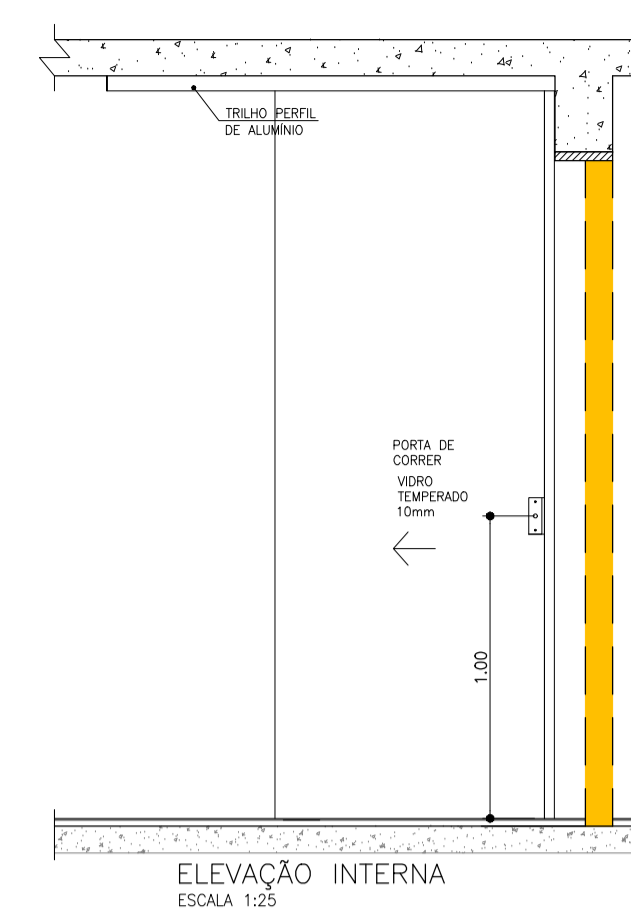 TRILHO PERFIL
DE ALUMÍNIO
PORTA DE
CORRER
VIDRO
TEMPERADO
10mm
1.00
ELEVAÇÃO INTERNA
ESCALA 1:25